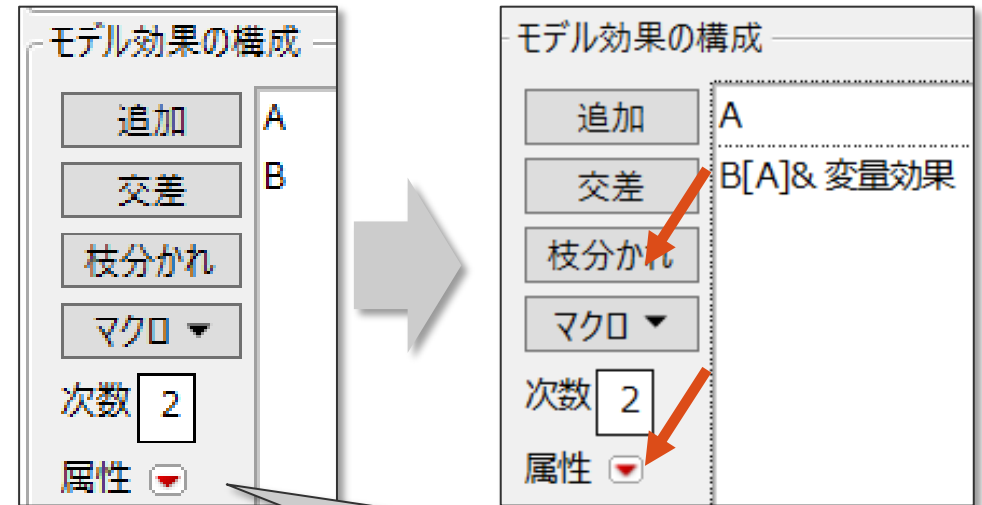 モデル効果の構成
追加
A
交差
B
枝分かれ
マクロ
次数 2
属性
モデル効果の構成
追加
A
交差
B[A]& 変量効果
枝分かれ
マクロ
次数 2
属性